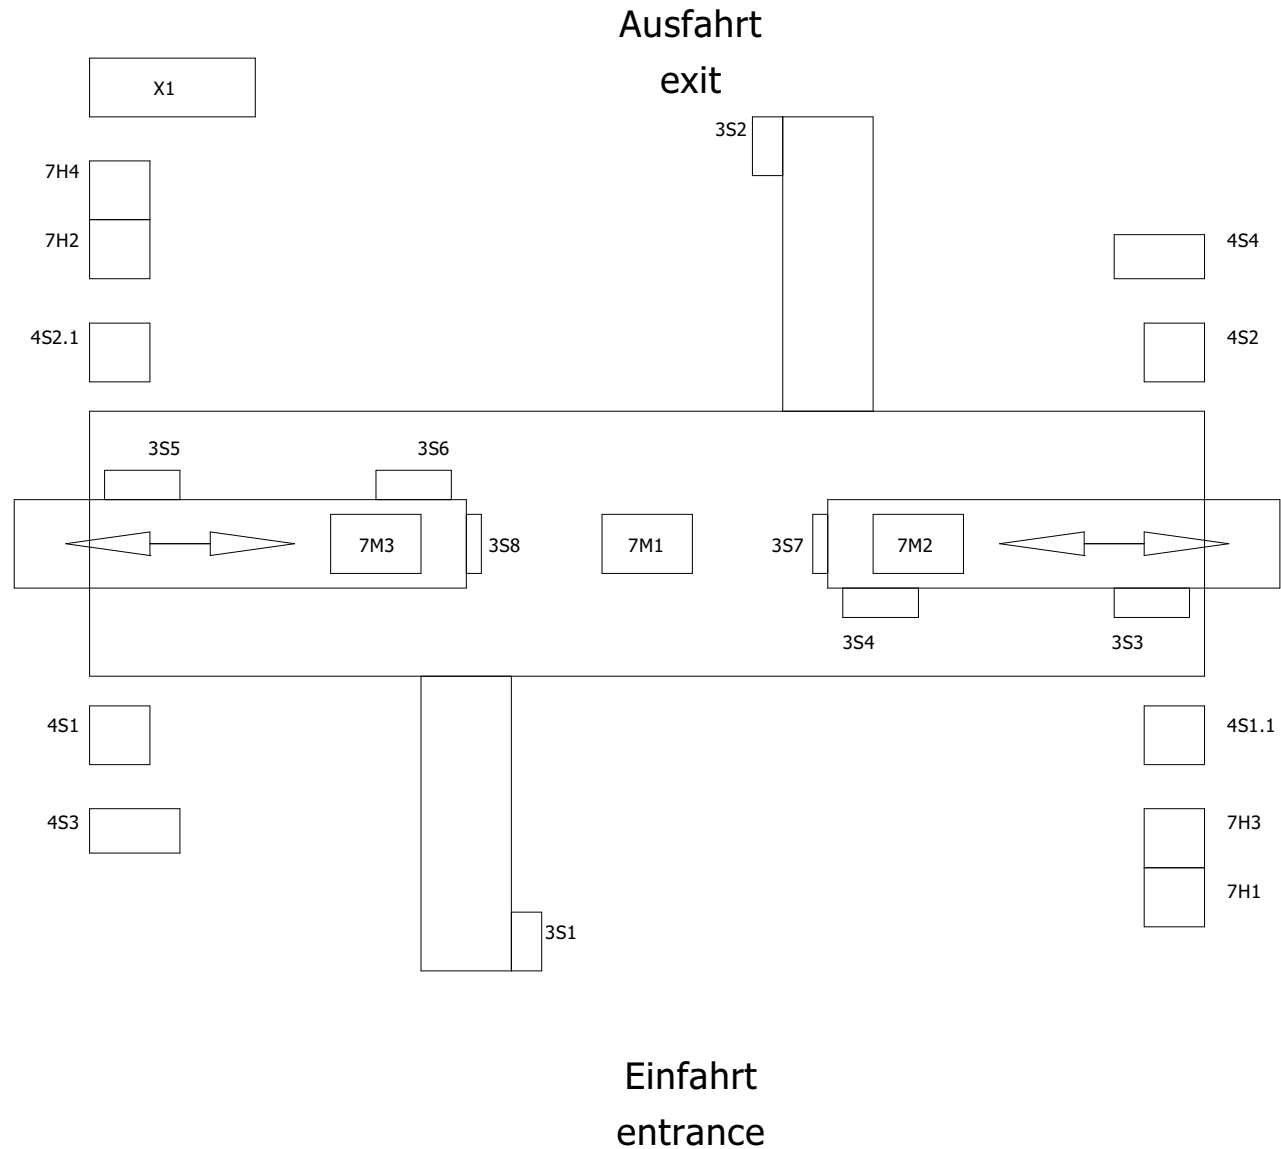 Ausfahrt
exit
X1
3S2
7H4
7H2
4S4
4S2.1
4S2
3S5
3S6
7M3
3S8
7M1
3S7
7M2
3S4
3S3
4S1
4S1.1
4S3
7H3
7H1
3S1
Einfahrt
entrance